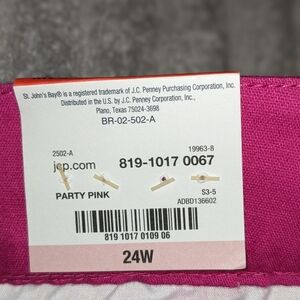 St. John's Bay® is a registered trademark of J.C. Penney Purchasing Corporation, Inc.
Distributed in the U.S. by J.C. Penney Corporation, Inc.
Plano, Texas 75024-3698
BR-02-502-A
2502-A 19963-8
jcp.com 819-1017 0067
PARTY PINK S3-5
ADBD136602
819 1017 0109 06
24W